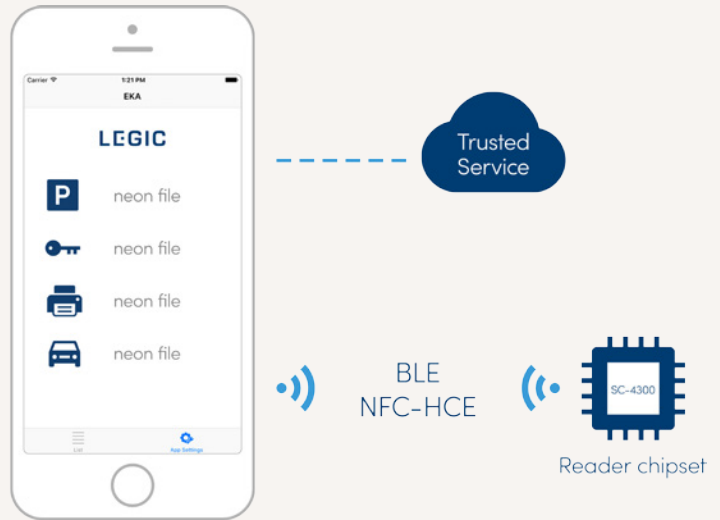 Carrier
1:21 PM
EKA
LEGIC
P
neon file
neon file
neon file
neon file
List
App Settings
Trusted
Service
BLE
NFC-HCE
SC-4300
Reader chipset